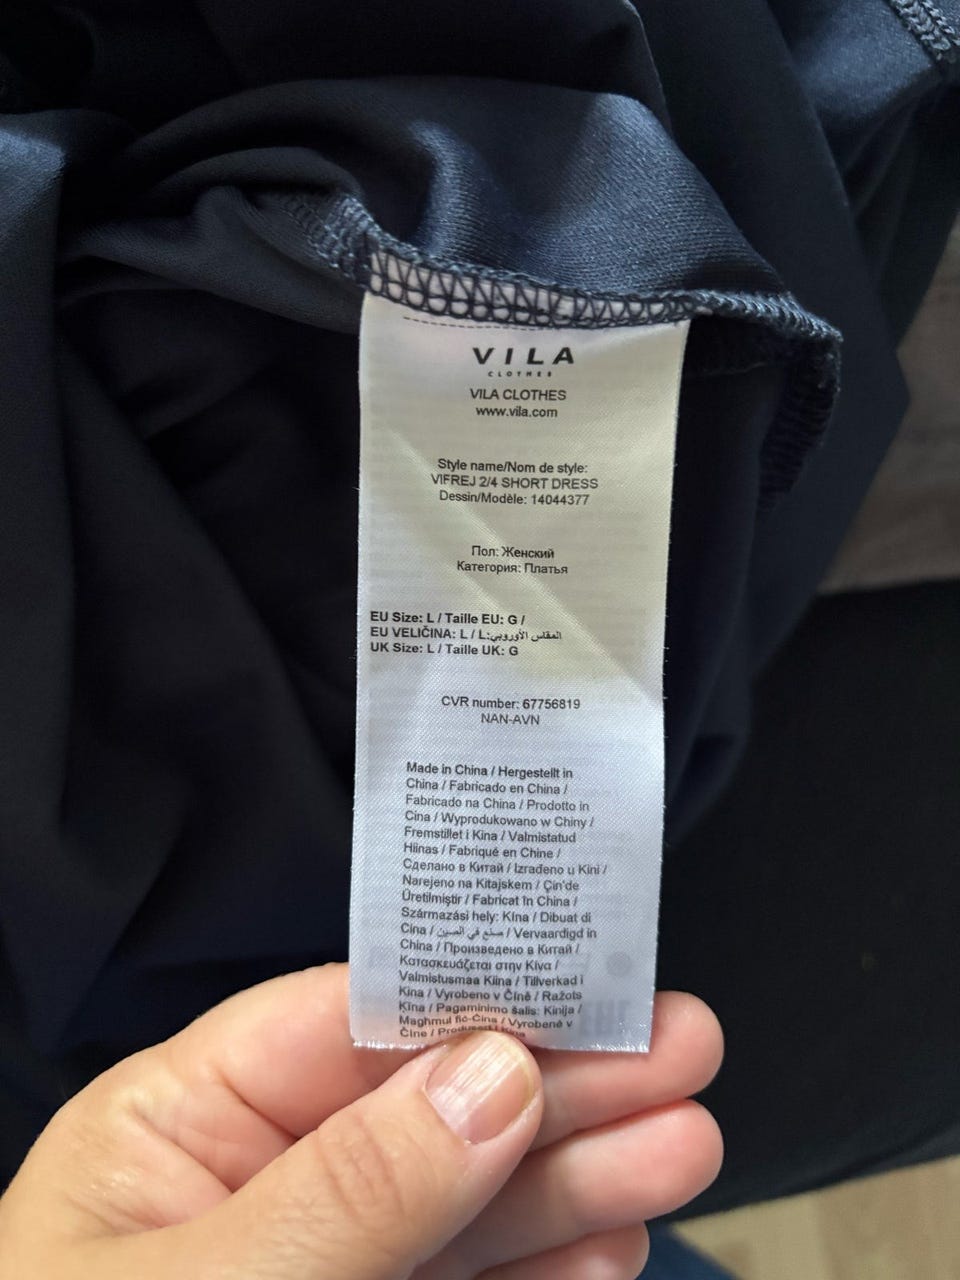 VILA
CLOTHES
VILA CLOTHES
www.vila.com
Style name/Nom de style:
VIFREJ 2/4 SHORT DRESS
Dessin/Modèle: 14044377
Пол: Женский
Категория: Платья
EU Size: L / Taille EU: G /
EU VELIČINA: L / L:المقاس الأوروبي
UK Size: L / Taille UK: G
CVR number: 67756819
NAN-AVN
Made in China / Hergestellt in
China / Fabricado en China /
Fabricado na China / Prodotto in
Cina / Wyprodukowano w Chiny /
Fremstillet i Kina / Valmistatud
Hiinas / Fabriqué en Chine /
Сделано в Китай / Izrađeno u Kini /
Narejeno na Kitajskem / Çin'de
Üretilmiştir / Fabricat în China /
Származási hely: Kína / Dibuat di
Cina / صنع في الصين / Vervaardigd in
China / Произведено в Китай /
Κατασκευάζεται στην Κίνα /
Valmistusmaa Kiina / Tillverkad i
Kina / Vyrobeno v Číně / Ražots
Ķīna / Pagaminimo šalis: Kinija /
Magħmul fiċ-Ċina / Vyrobené v
Číne / Produsert i Kina